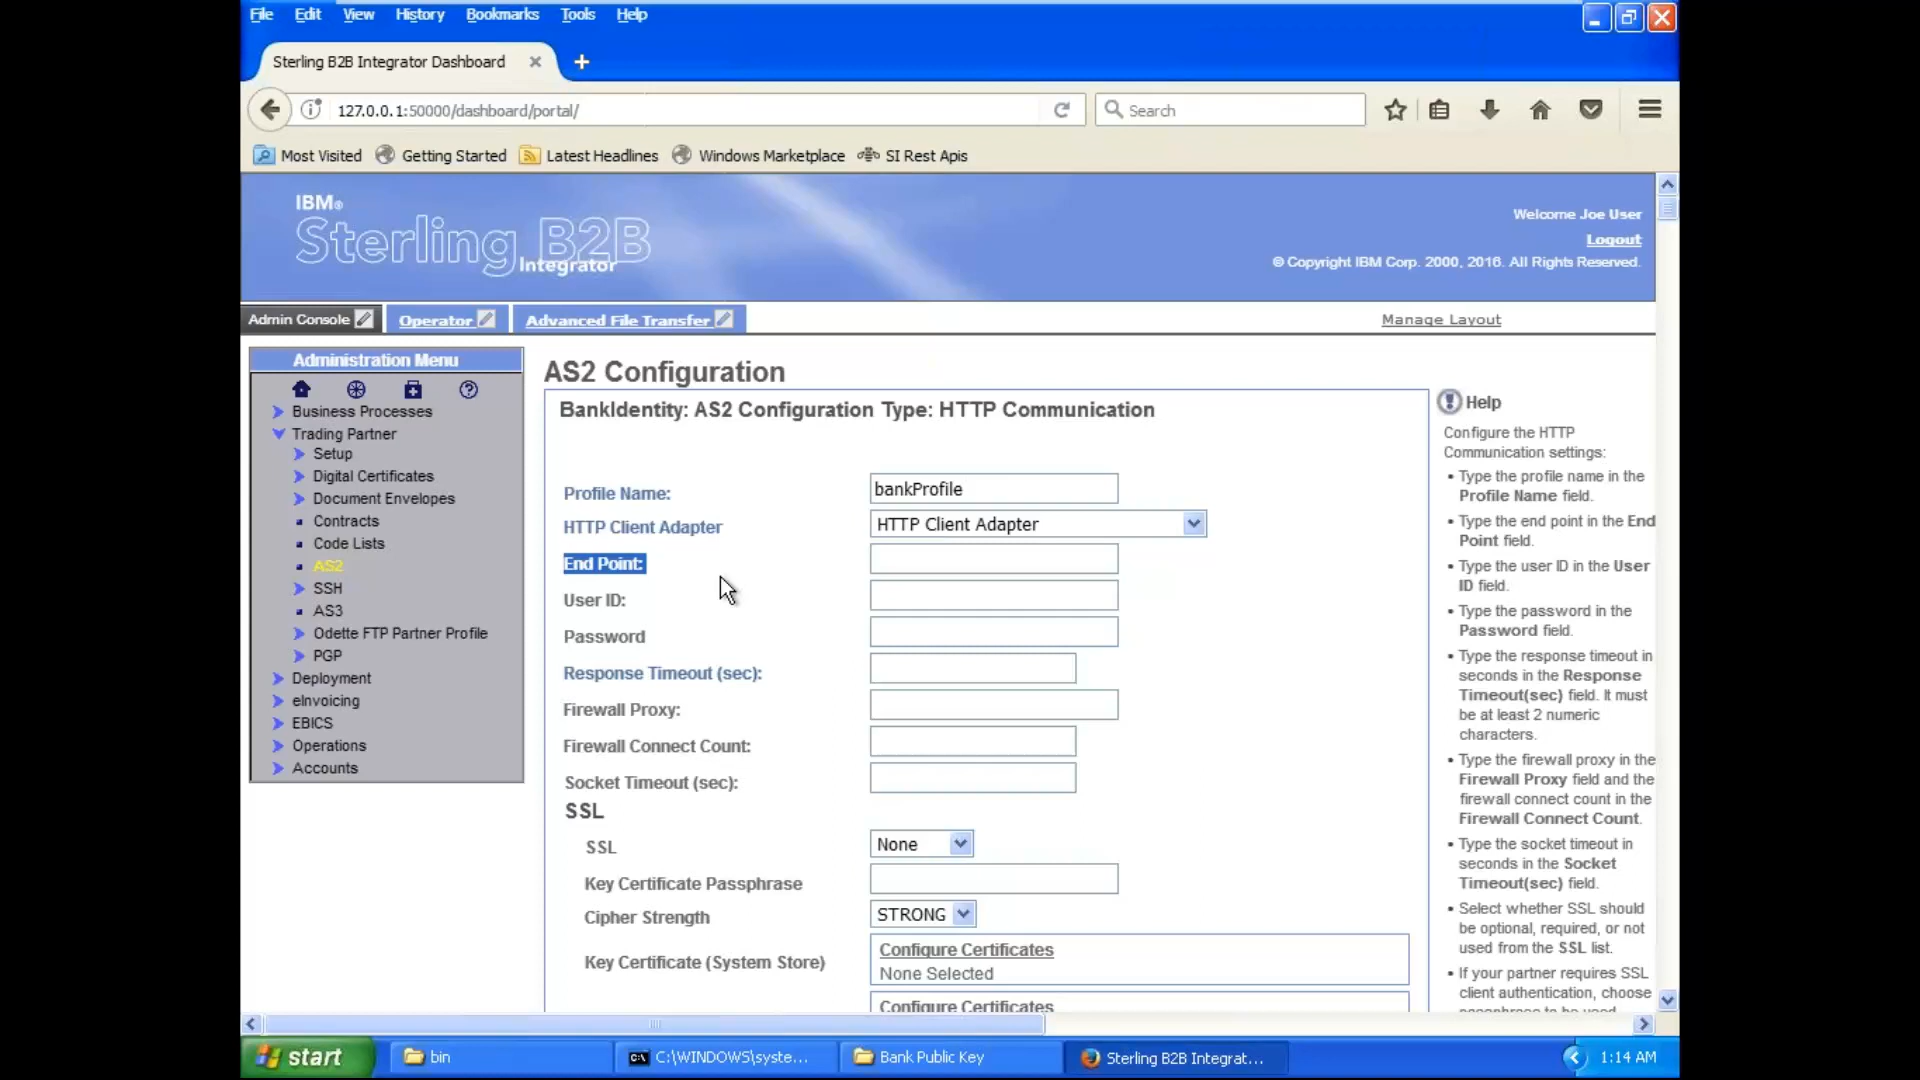 File Edit View History Bookmarks Tools Help
Sterling B2B Integrator Dashboard
127.0.0.1:50000/dashboard/portal/
Search
Most Visited Getting Started Latest Headlines Windows Marketplace SI Rest Apis
IBM®
Sterling B2B
Integrator
Welcome Joe User
Logout
© Copyright IBM Corp. 2000, 2016. All Rights Reserved.
Admin Console Operator Advanced File Transfer Manage Layout
Administration Menu
Business Processes
Trading Partner
Setup
Digital Certificates
Document Envelopes
Contracts
Code Lists
AS2
SSH
AS3
Odette FTP Partner Profile
PGP
Deployment
eInvoicing
EBICS
Operations
Accounts
AS2 Configuration
BankIdentity: AS2 Configuration Type: HTTP Communication
Profile Name: bankProfile
HTTP Client Adapter HTTP Client Adapter
End Point:
User ID:
Password
Response Timeout (sec):
Firewall Proxy:
Firewall Connect Count:
Socket Timeout (sec):
SSL
SSL None
Key Certificate Passphrase
Cipher Strength STRONG
Key Certificate (System Store) Configure Certificates
None Selected
Configure Certificates
Help
Configure the HTTP
Communication settings:
• Type the profile name in the
Profile Name field.
• Type the end point in the End
Point field.
• Type the user ID in the User
ID field.
• Type the password in the
Password field.
• Type the response timeout in
seconds in the Response
Timeout(sec) field. It must
be at least 2 numeric
characters.
• Type the firewall proxy in the
Firewall Proxy field and the
firewall connect count in the
Firewall Connect Count.
• Type the socket timeout in
seconds in the Socket
Timeout(sec) field.
• Select whether SSL should
be optional, required, or not
used from the SSL list.
• If your partner requires SSL
client authentication, choose
start bin C:\WINDOWS\syste... Bank Public Key Sterling B2B Integrat... 1:14 AM